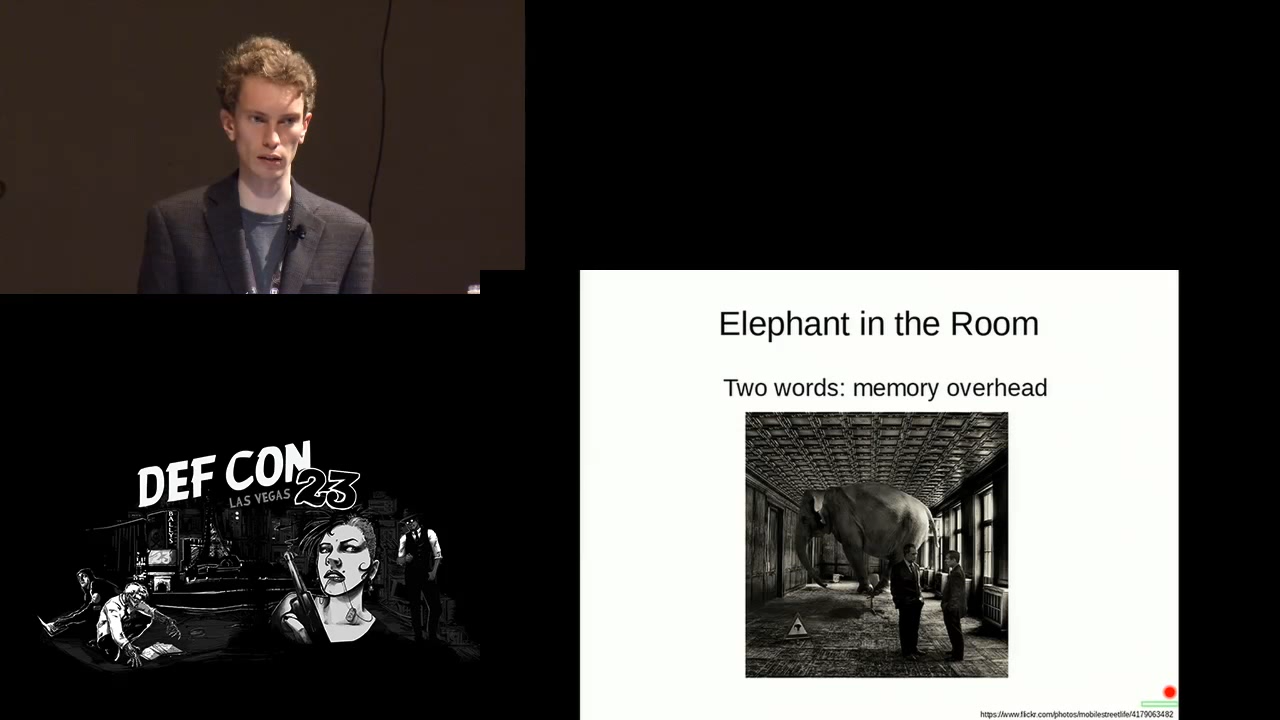 Elephant in the Room
Two words: memory overhead
https://www.flickr.com/photos/mobilestreetlife/4179063482
DEF CON 23
LAS VEGAS
BALLYS